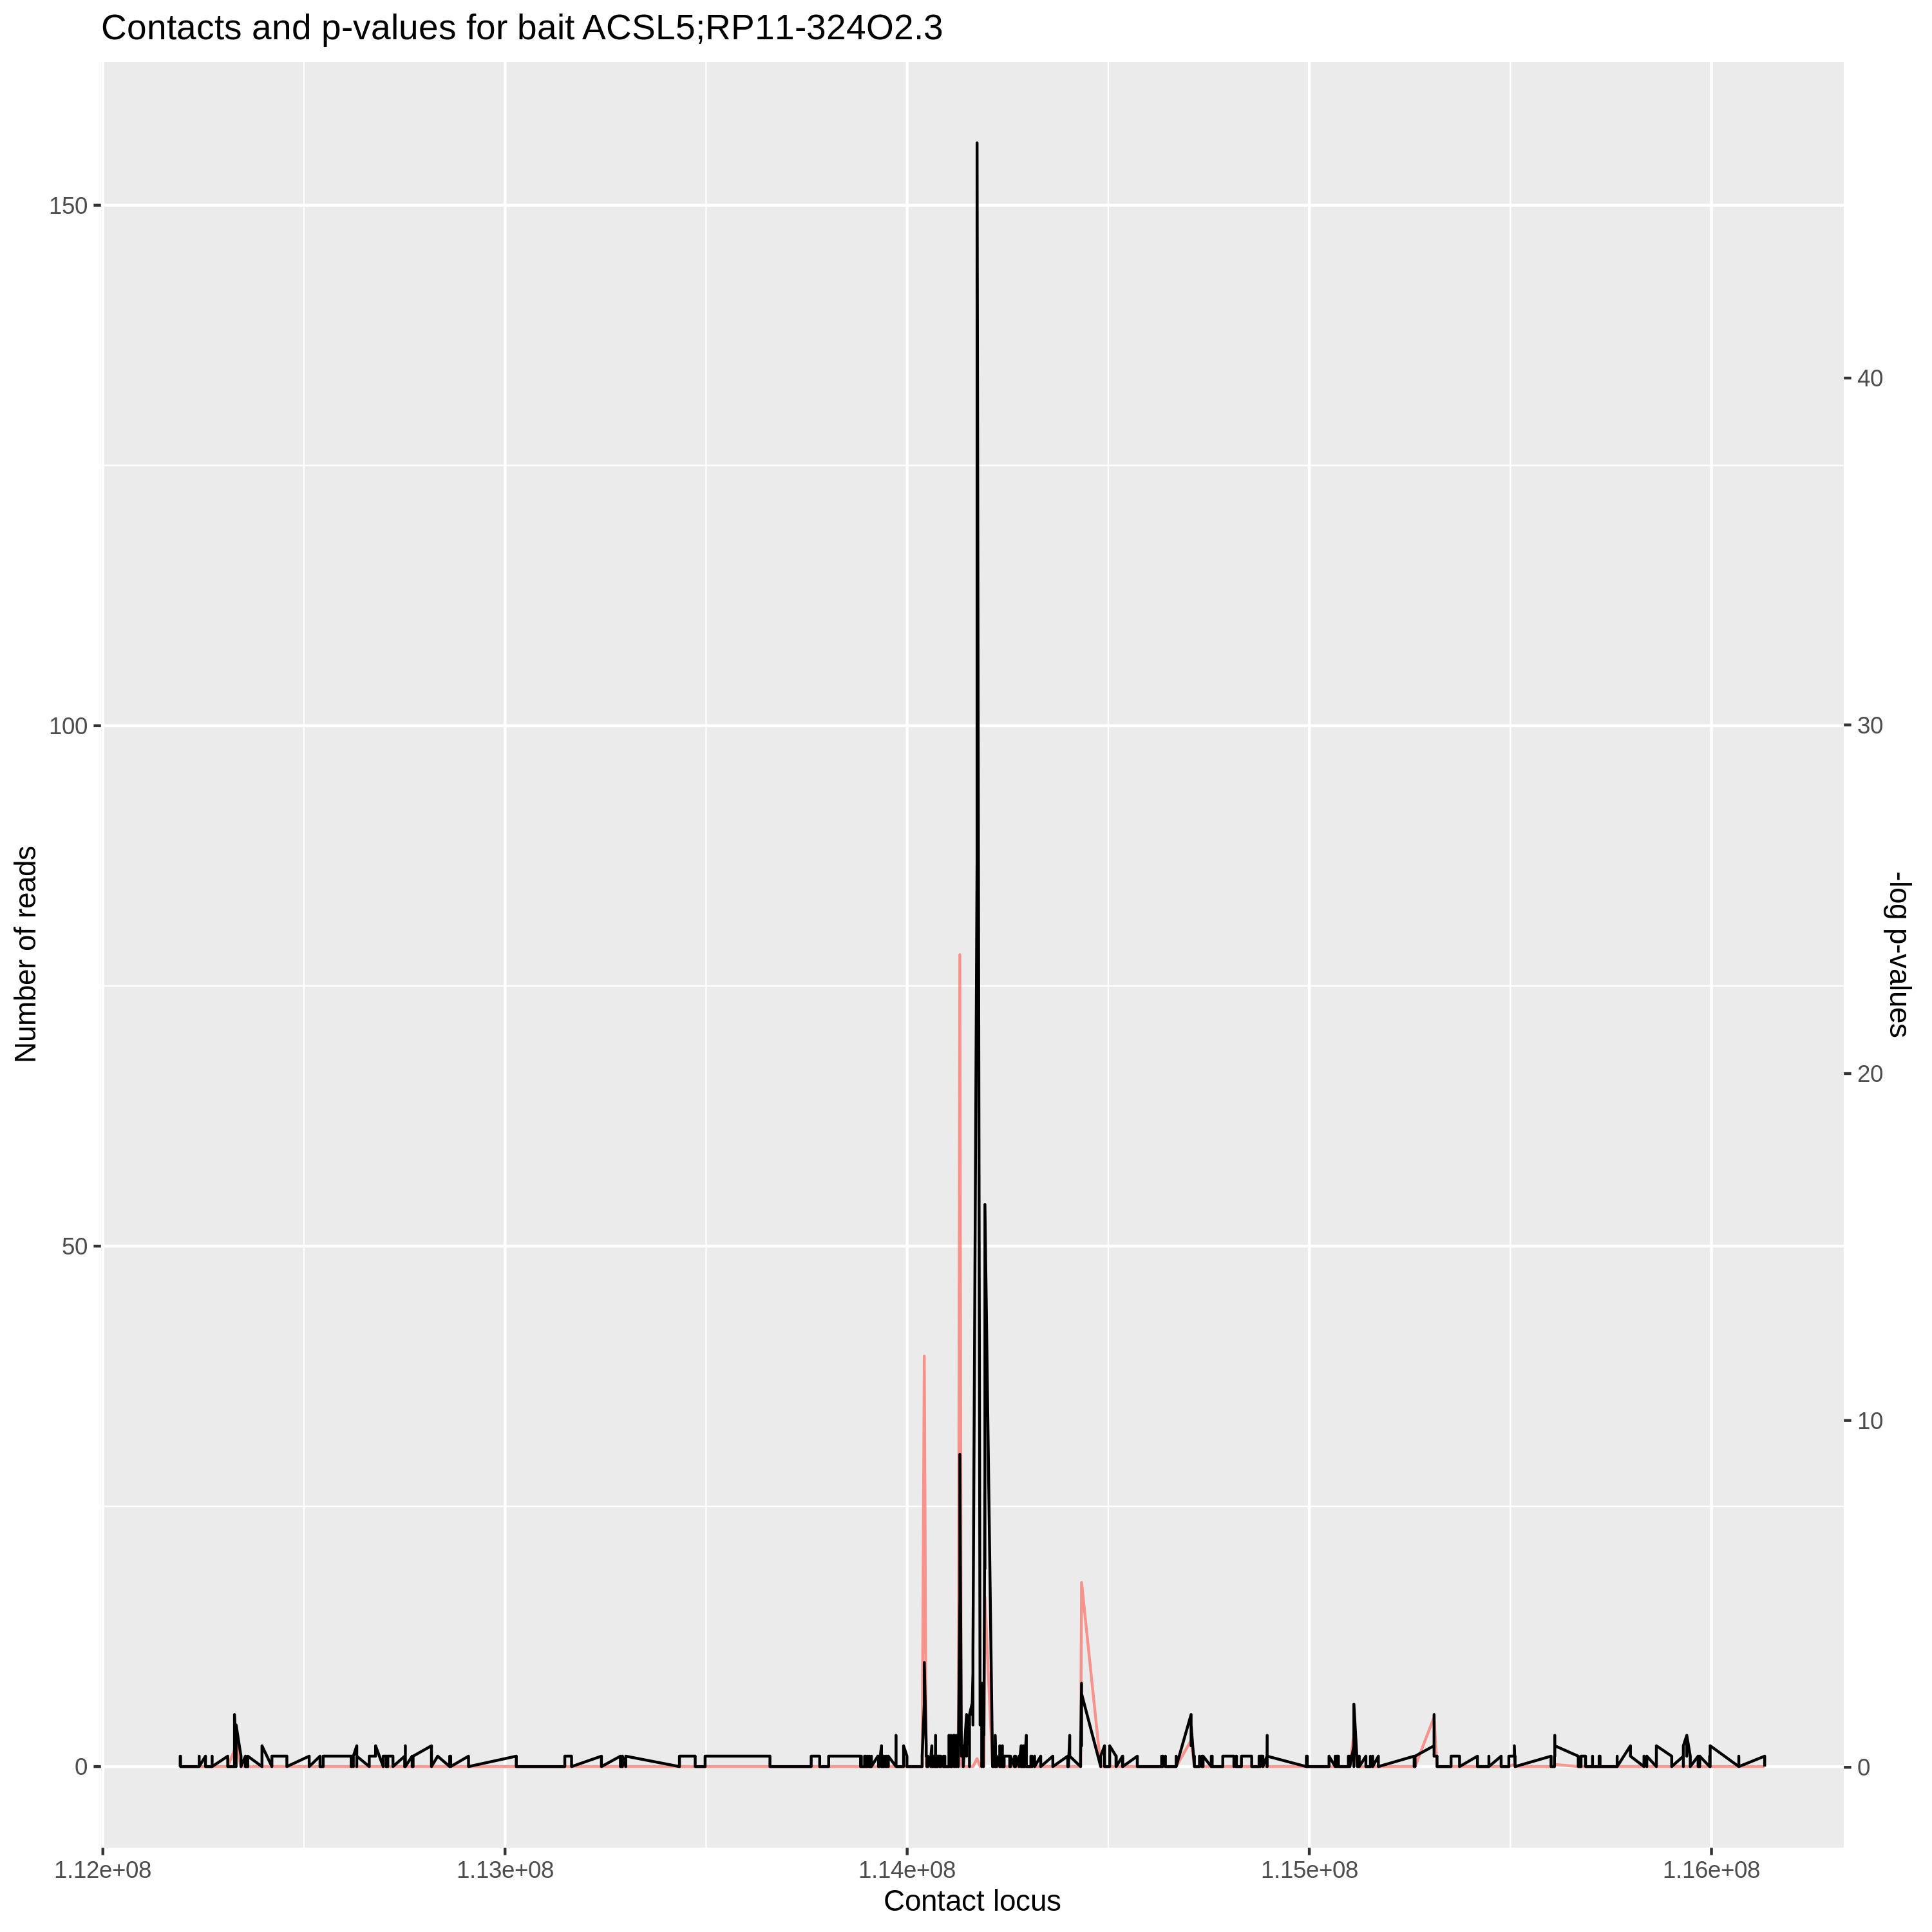 Contacts and p-values for bait ACSL5;RP11-324O2.3
150
100
50
0
Number of reads
40
30
20
10
0
-log p-values
1.12e+08
1.13e+08
1.14e+08
1.15e+08
1.16e+08
Contact locus